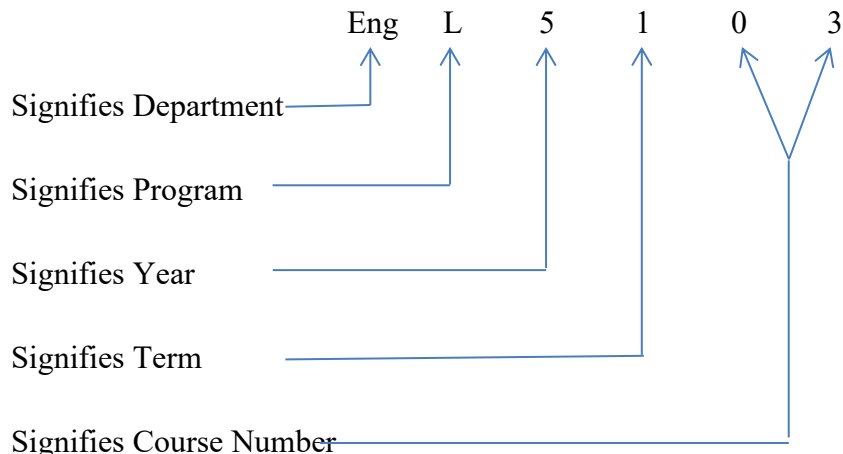 Eng L 5 1 0 3
Signifies Department
Signifies Program
Signifies Year
Signifies Term
Signifies Course Number